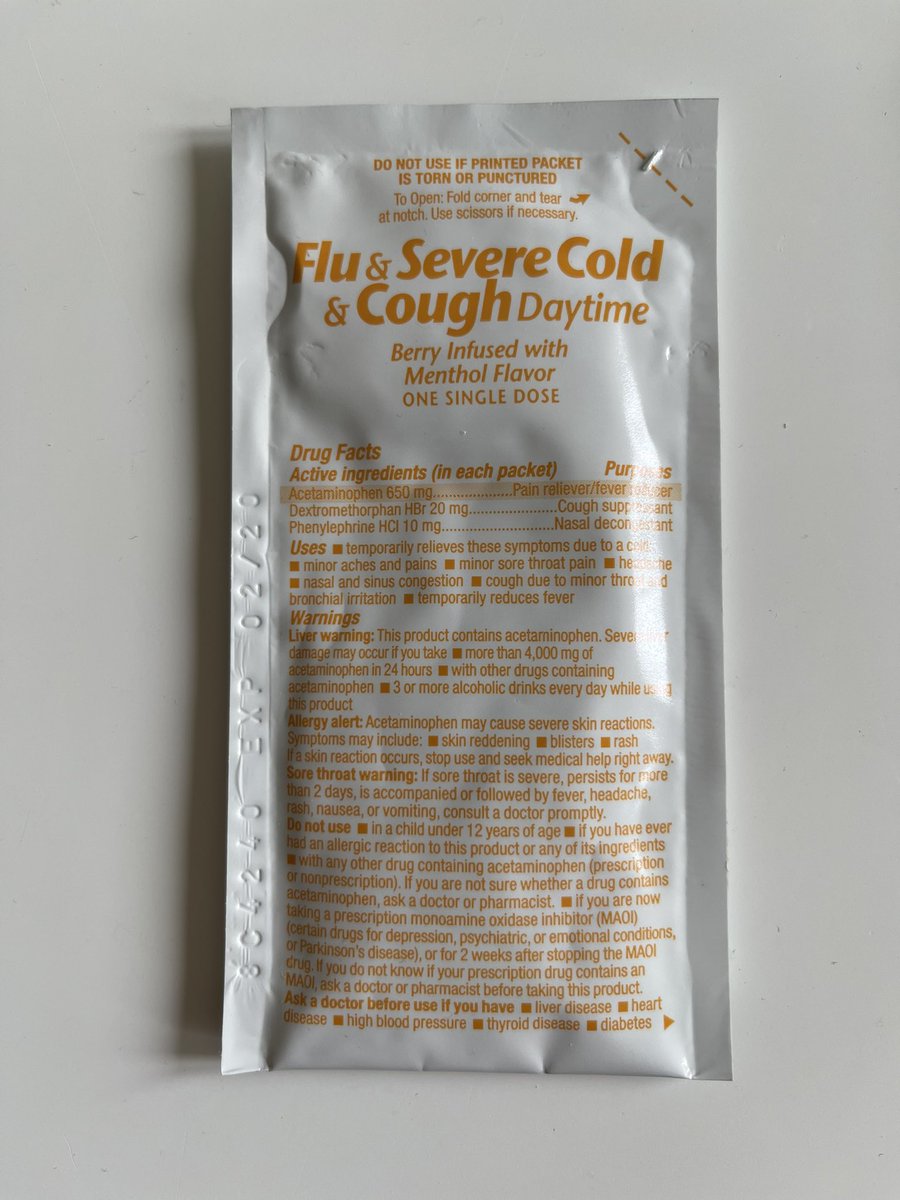 DO NOT USE IF PRINTED PACKET
IS TORN OR PUNCTURED
To Open: Fold corner and tear
at notch. Use scissors if necessary.
Flu & Severe Cold
& Cough Daytime
Berry Infused with
Menthol Flavor
ONE SINGLE DOSE
Drug Facts
Active ingredients (in each packet) Purposes
Acetaminophen 650 mg....................Pain reliever/fever reducer
Dextromethorphan HBr 20 mg.......................Cough suppressant
Phenylephrine HCl 10 mg..............................Nasal decongestant
Uses ■ temporarily relieves these symptoms due to a cold:
■ minor aches and pains ■ minor sore throat pain ■ headache
■ nasal and sinus congestion ■ cough due to minor throat and
bronchial irritation ■ temporarily reduces fever
Warnings
Liver warning: This product contains acetaminophen. Severe liver
damage may occur if you take ■ more than 4,000 mg of
acetaminophen in 24 hours ■ with other drugs containing
acetaminophen ■ 3 or more alcoholic drinks every day while using
this product
Allergy alert: Acetaminophen may cause severe skin reactions.
Symptoms may include: ■ skin reddening ■ blisters ■ rash
If a skin reaction occurs, stop use and seek medical help right away.
Sore throat warning: If sore throat is severe, persists for more
than 2 days, is accompanied or followed by fever, headache,
rash, nausea, or vomiting, consult a doctor promptly.
Do not use ■ in a child under 12 years of age ■ if you have ever
had an allergic reaction to this product or any of its ingredients
■ with any other drug containing acetaminophen (prescription
or nonprescription). If you are not sure whether a drug contains
acetaminophen, ask a doctor or pharmacist. ■ if you are now
taking a prescription monoamine oxidase inhibitor (MAOI)
(certain drugs for depression, psychiatric, or emotional conditions,
or Parkinson's disease), or for 2 weeks after stopping the MAOI
drug. If you do not know if your prescription drug contains an
MAOI, ask a doctor or pharmacist before taking this product.
Ask a doctor before use if you have ■ liver disease ■ heart
disease ■ high blood pressure ■ thyroid disease ■ diabetes ▶
8C4240 EXP 02/20